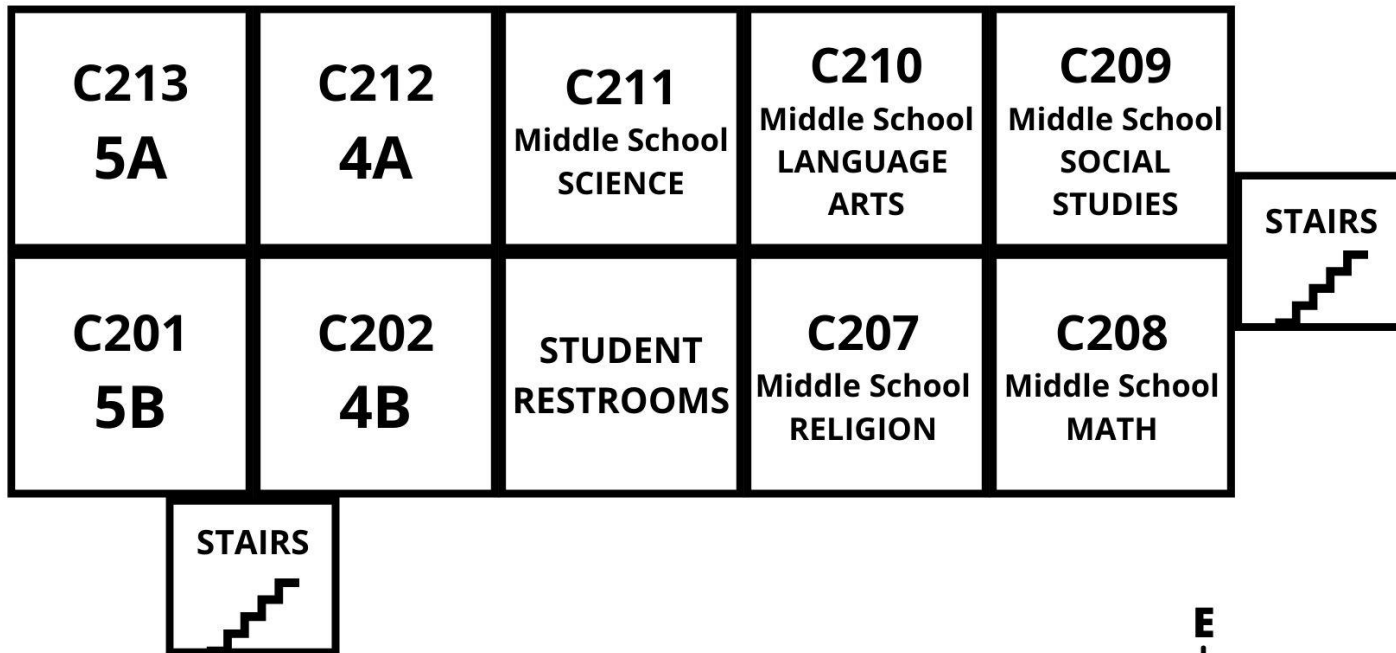 C213
5A
C212
4A
C211
Middle School
SCIENCE
C210
Middle School
LANGUAGE
ARTS
C209
Middle School
SOCIAL
STUDIES
STAIRS
C201
5B
C202
4B
STUDENT
RESTROOMS
C207
Middle School
RELIGION
C208
Middle School
MATH
STAIRS
E